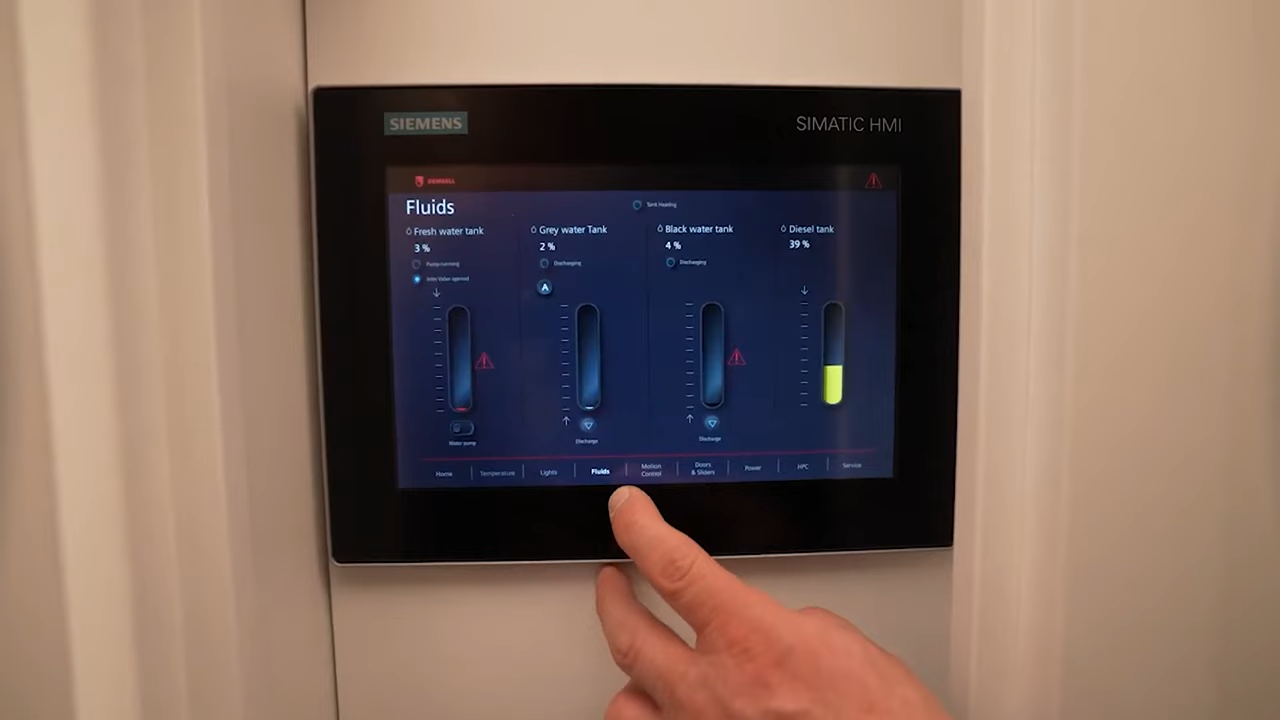 SIEMENS
SIMATIC HMI
DEMBELL
Fluids
Tank Heating
Fresh water tank
3 %
Pump running
Inlet Valve opened
Water pump
Grey water Tank
2 %
Discharging
A
Discharge
Black water tank
4 %
Discharging
Discharge
Diesel tank
39 %
Home
Temperature
Lights
Fluids
Motion
Control
Doors
& Sliders
Power
HPC
Service